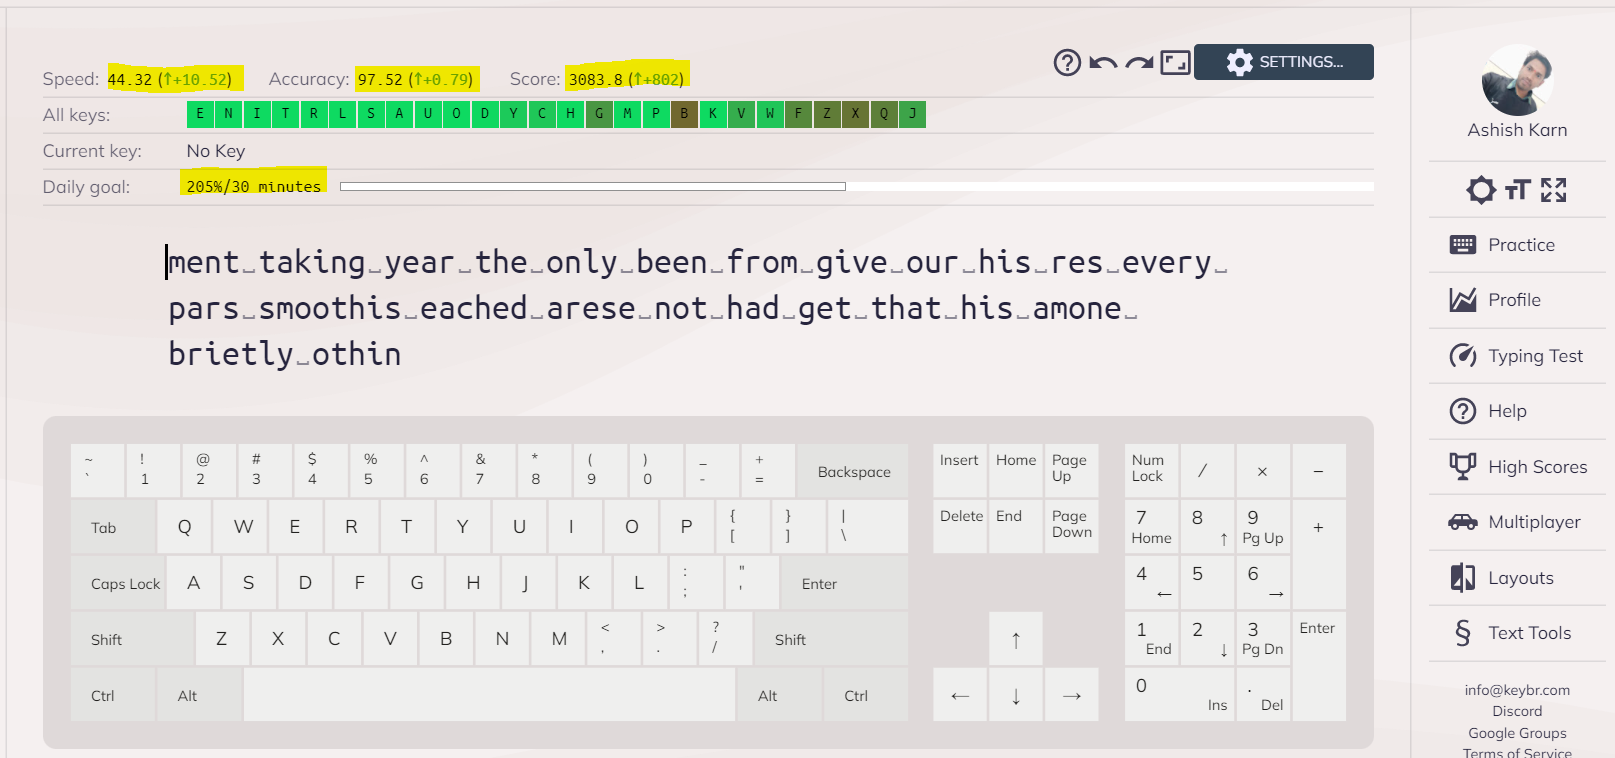 Speed: 44.32 (↑+10.52) Accuracy: 97.52 (↑+0.79) Score: 3083.8 (↑+802)
SETTINGS...
All keys: E N I T R L S A U O D Y C H G M P B K V W F Z X Q J
Current key: No Key
Daily goal: 205%/30 minutes
ment␣taking␣year␣the␣only␣been␣from␣give␣our␣his␣res␣every␣
pars␣smoothis␣eached␣arese␣not␣had␣get␣that␣his␣amone␣
brietly␣othin
~ ! @ # $ % ^ & * ( ) _ +
` 1 2 3 4 5 6 7 8 9 0 - = Backspace
Tab Q W E R T Y U I O P { [ } ] | \
Caps Lock A S D F G H J K L : ; " ' Enter
Shift Z X C V B N M < , > . ? / Shift
Ctrl Alt Alt Ctrl
Insert Home Page Up
Delete End Page Down
↑
← ↓ →
Num Lock / × −
7 Home 8 ↑ 9 Pg Up +
4 ← 5 6 →
1 End 2 ↓ 3 Pg Dn Enter
0 Ins . Del
Ashish Karn
TT
Practice
Profile
Typing Test
Help
High Scores
Multiplayer
Layouts
§ Text Tools
info@keybr.com
Discord
Google Groups
Terms of Service